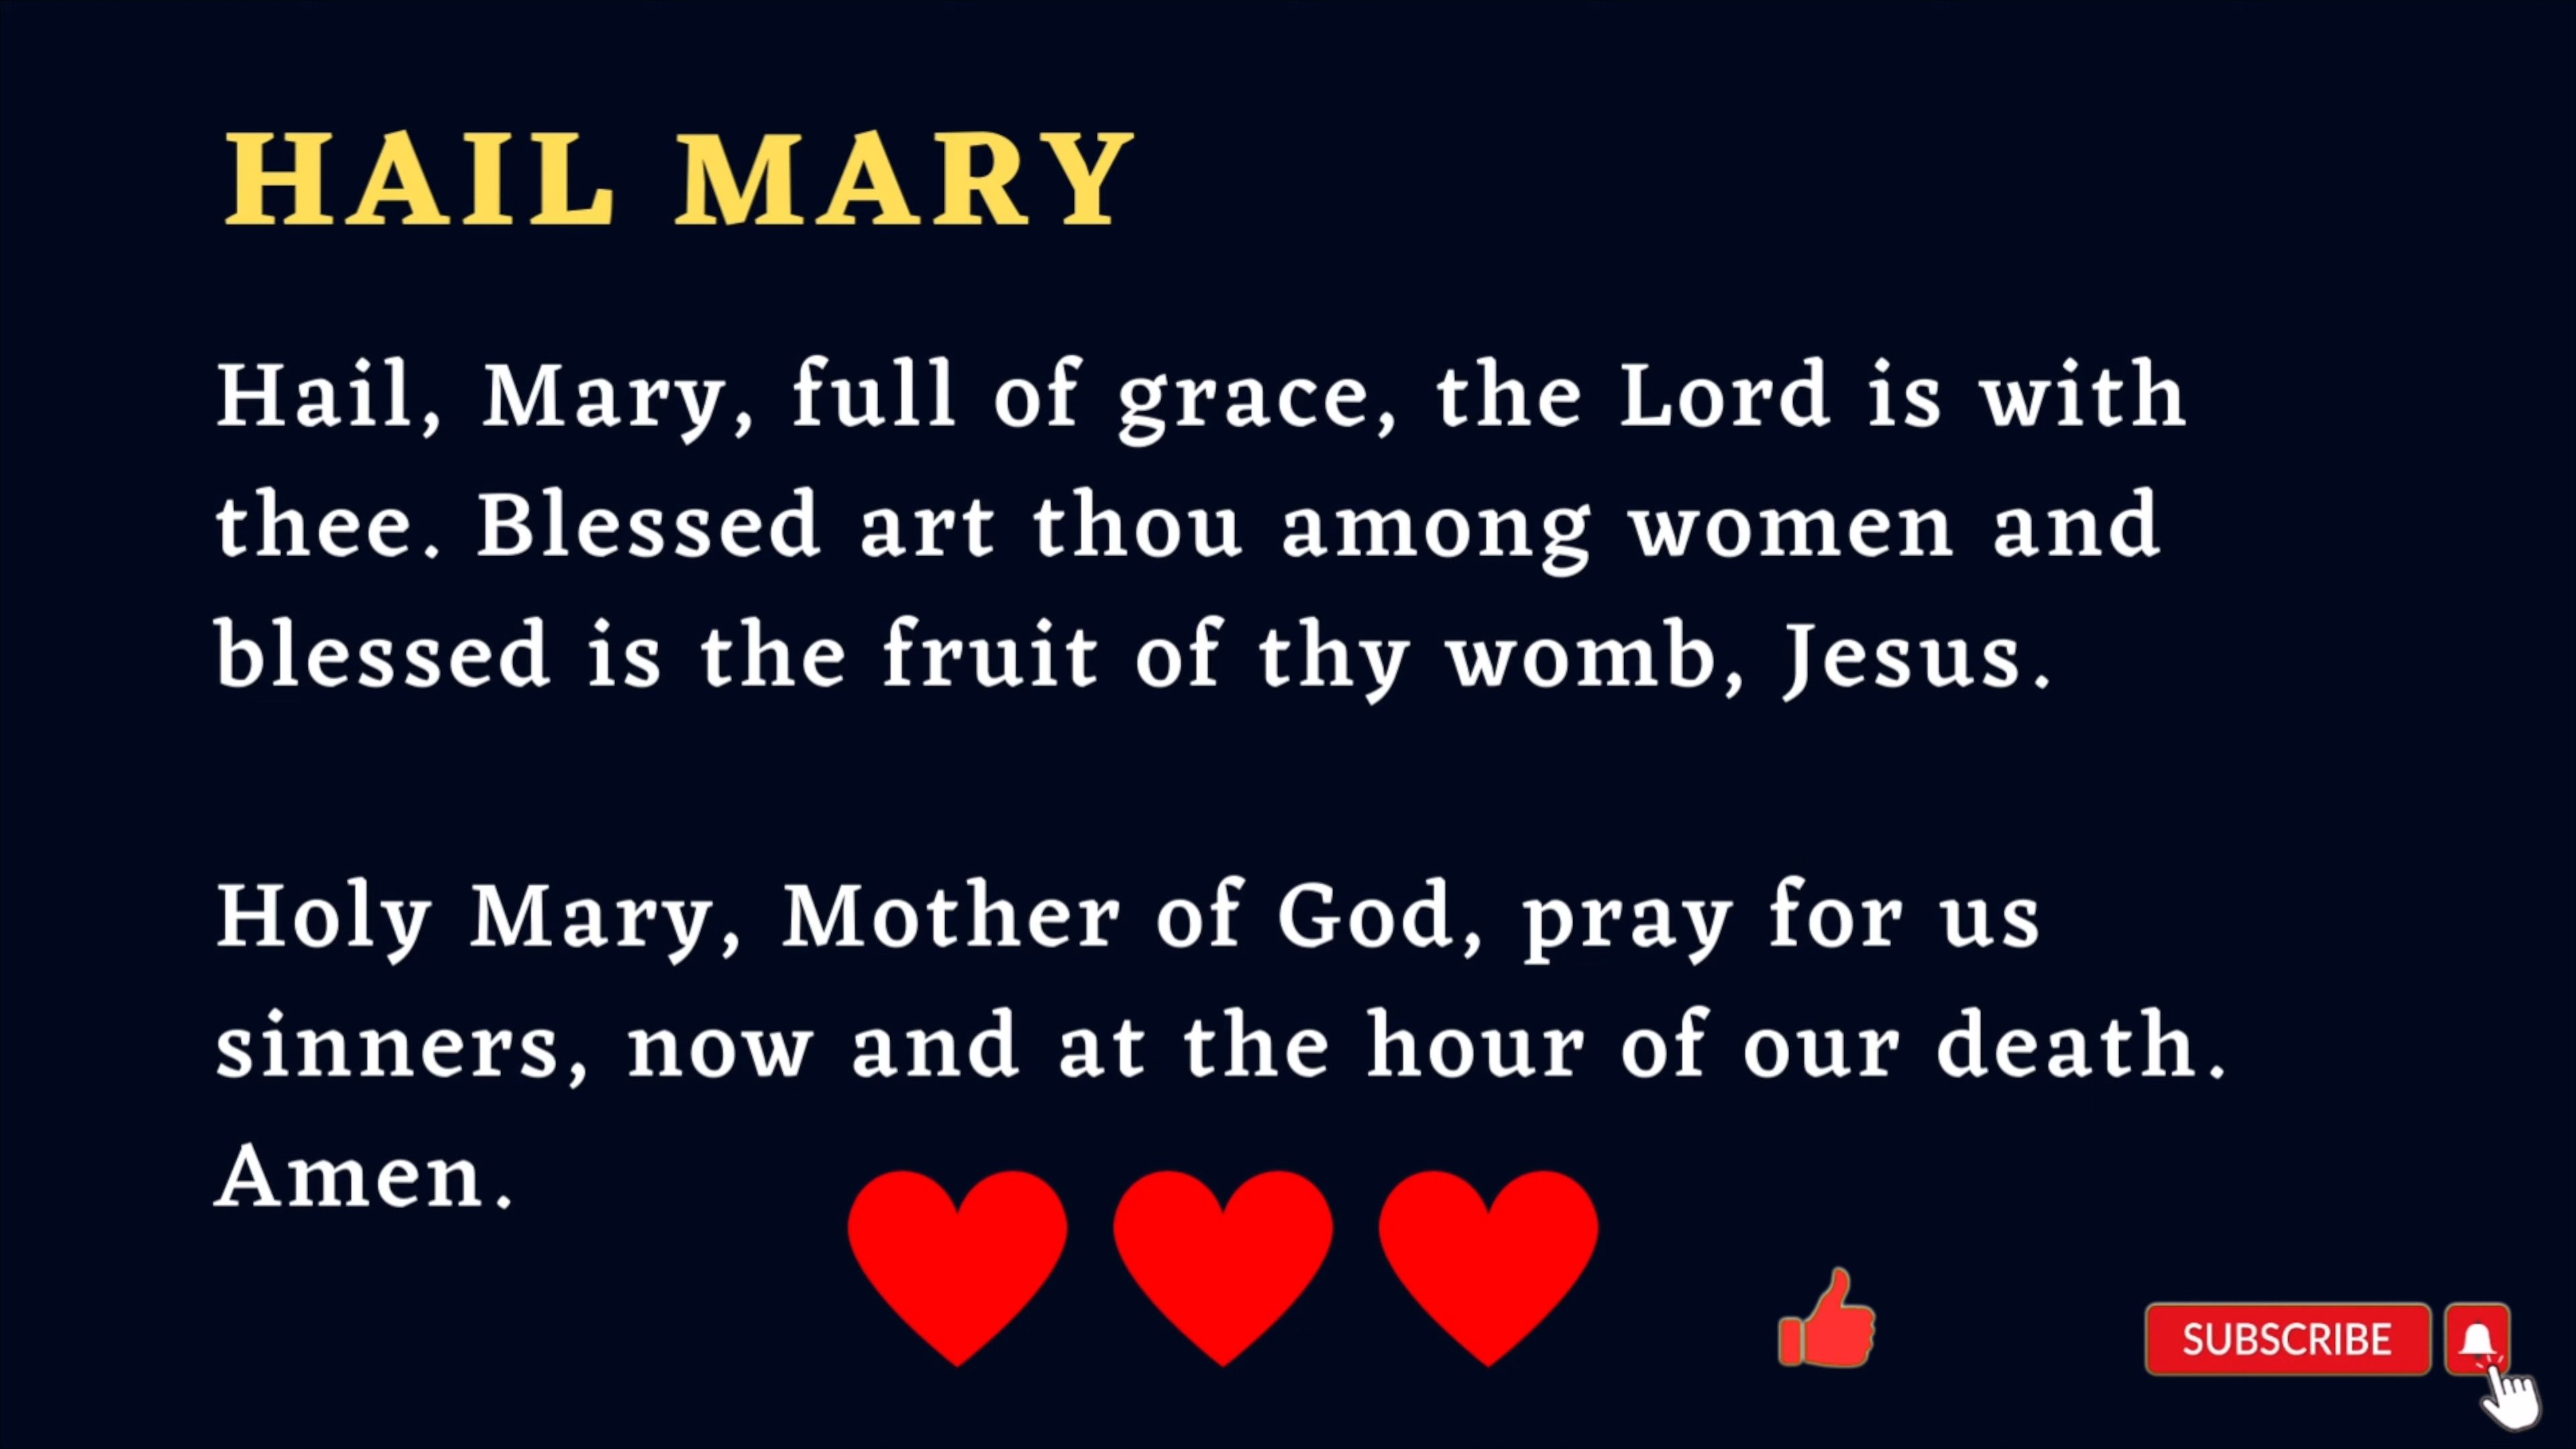 HAIL MARY
Hail, Mary, full of grace, the Lord is with
thee. Blessed art thou among women and
blessed is the fruit of thy womb, Jesus.
Holy Mary, Mother of God, pray for us
sinners, now and at the hour of our death.
Amen.
SUBSCRIBE